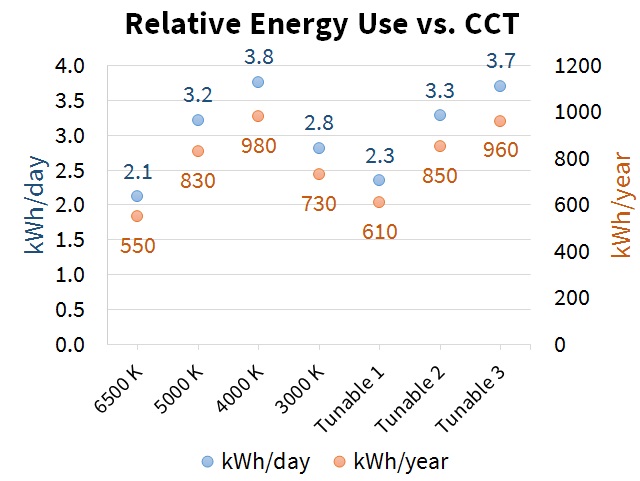 Relative Energy Use vs. CCT
kWh/day
4.0
3.5
3.0
2.5
2.0
1.5
1.0
0.5
0.0
2.1
3.2
3.8
2.8
2.3
3.3
3.7
550
830
980
730
610
850
960
1200
1000
800
600
400
200
0
kWh/year
6500 K
5000 K
4000 K
3000 K
Tunable 1
Tunable 2
Tunable 3
kWh/day
kWh/year